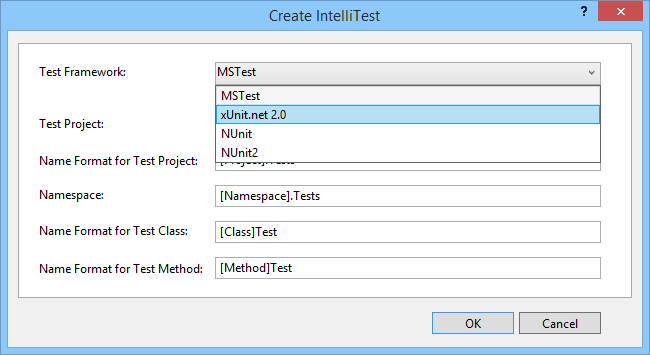 Create IntelliTest
?
Test Framework:
MSTest
MSTest
xUnit.net 2.0
Test Project:
NUnit
NUnit2
Name Format for Test Project:
Namespace:
[Namespace].Tests
Name Format for Test Class:
[Class]Test
Name Format for Test Method:
[Method]Test
OK
Cancel